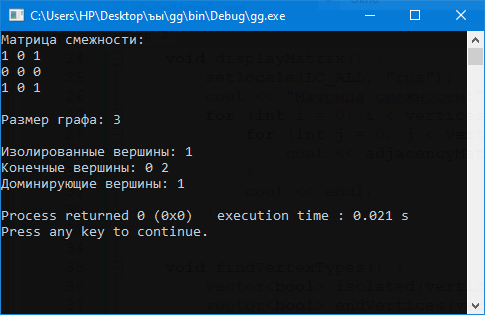 C:\Users\HP\Desktop\ъы\gg\bin\Debug\gg.exe
Матрица смежности:
1 0 1
0 0 0
1 0 1
Размер графа: 3
Изолированные вершины: 1
Конечные вершины: 0 2
Доминирующие вершины: 1
Process returned 0 (0x0)   execution time : 0.021 s
Press any key to continue.